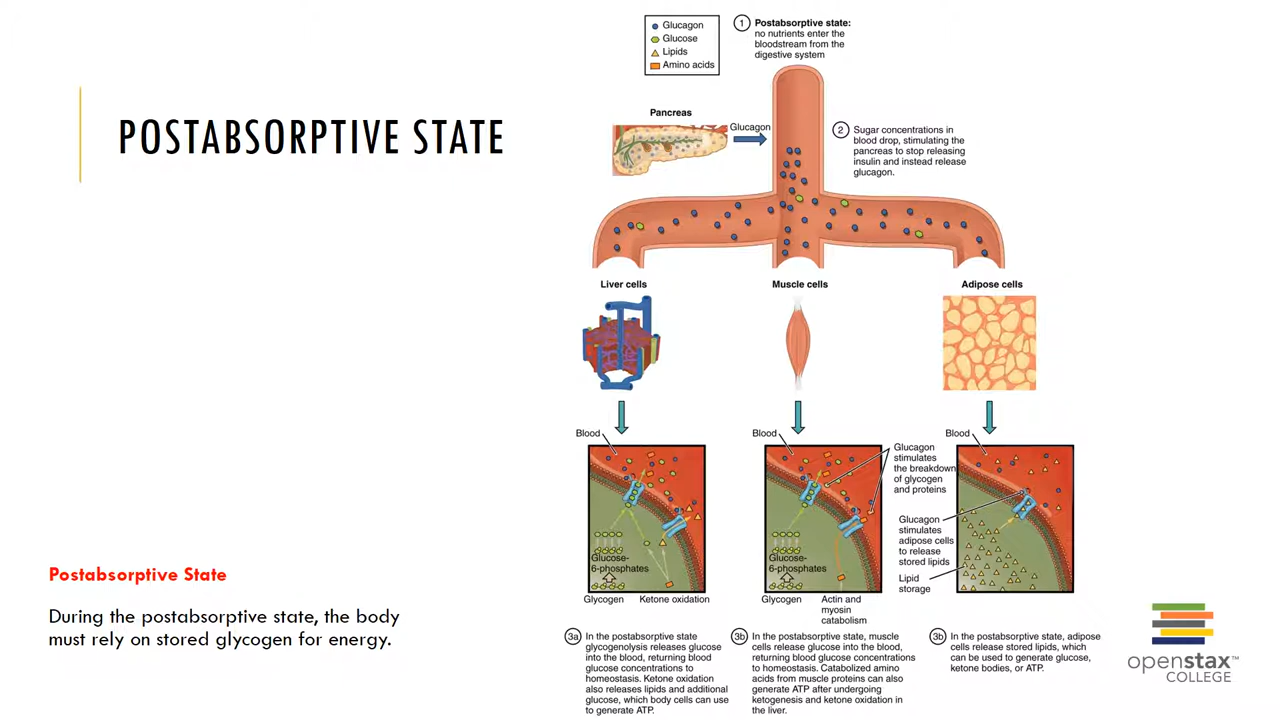 POSTABSORPTIVE STATE
Postabsorptive State
During the postabsorptive state, the body
must rely on stored glycogen for energy.
Glucagon
Glucose
Lipids
Amino acids
1
Postabsorptive state:
no nutrients enter the
bloodstream from the
digestive system
Pancreas
Glucagon
2
Sugar concentrations in
blood drop, stimulating the
pancreas to stop releasing
insulin and instead release
glucagon.
Liver cells
Muscle cells
Adipose cells
Blood
Glucose-
6-phosphates
Glycogen
Ketone oxidation
Blood
Glucagon
stimulates
the breakdown
of glycogen
and proteins
Glucose-
6-phosphates
Glycogen
Actin and
myosin
catabolism
Blood
Glucagon
stimulates
adipose cells
to release
stored lipids
Lipid
storage
3a
In the postabsorptive state
glycogenolysis releases glucose
into the blood, returning blood
glucose concentrations to
homeostasis. Ketone oxidation
also releases lipids and additional
glucose, which body cells can use
to generate ATP.
3b
In the postabsorptive state, muscle
cells release glucose into the blood,
returning blood glucose concentrations
to homeostasis. Catabolized amino
acids from muscle proteins can also
generate ATP after undergoing
ketogenesis and ketone oxidation in
the liver.
3b
In the postabsorptive state, adipose
cells release stored lipids, which
can be used to generate glucose,
ketone bodies, or ATP.
openstax™
COLLEGE